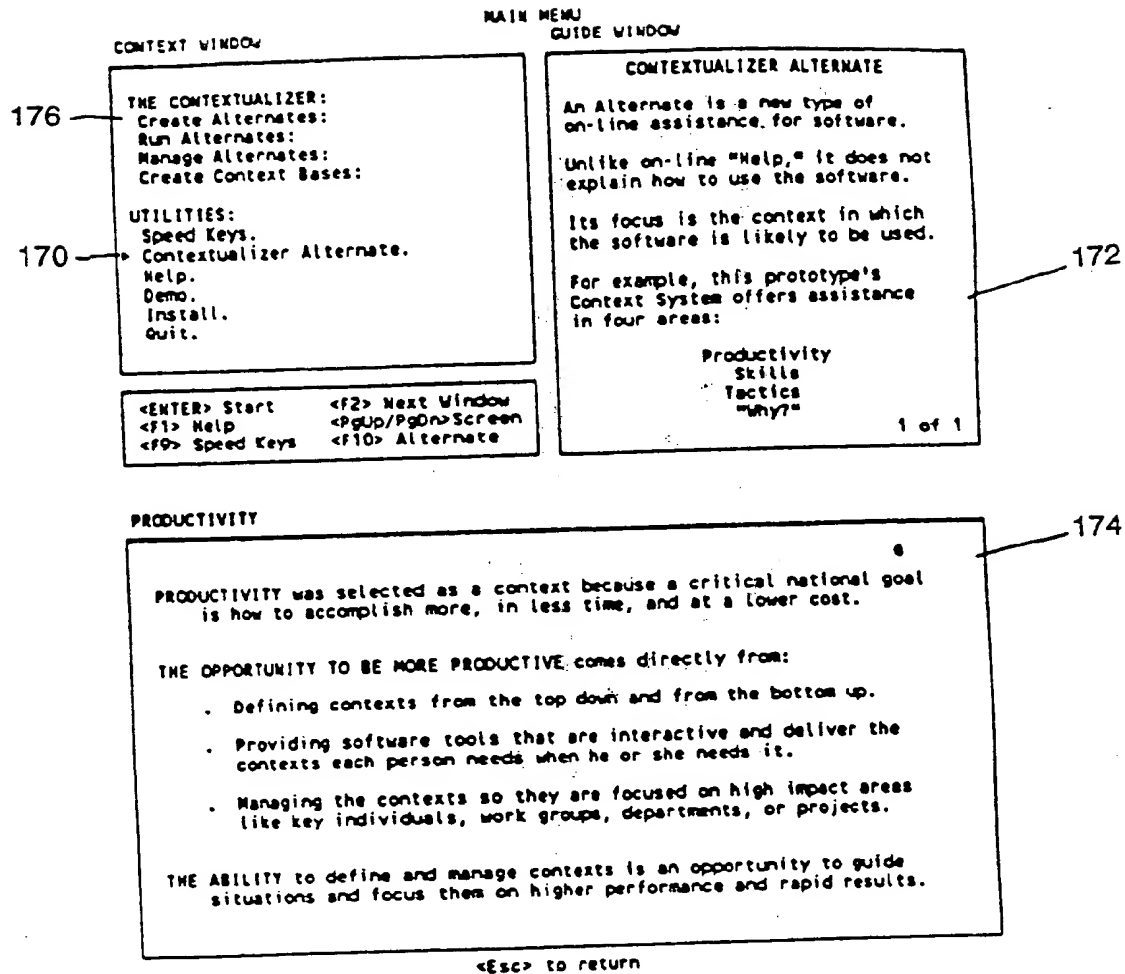 MAIN MENU
CONTEXT WINDOW
THE CONTEXTUALIZER:
176
Create Alternates:
Run Alternates:
Manage Alternates:
Create Context Bases:
UTILITIES:
Speed Keys.
170
Contextualizer Alternate.
Help.
Demo.
Install.
Quit.
<ENTER> Start <F2> Next Window
<F1> Help <PgUp/PgDn>Screen
<F9> Speed Keys <F10> Alternate
GUIDE WINDOW
CONTEXTUALIZER ALTERNATE
An Alternate is a new type of
on-line assistance for software.
Unlike on-line "Help," it does not
explain how to use the software.
Its focus is the context in which
the software is likely to be used.
172
For example, this prototype's
Context System offers assistance
in four areas:
Productivity
Skills
Tactics
"Why?"
1 of 1
PRODUCTIVITY
174
PRODUCTIVITY was selected as a context because a critical national goal
is how to accomplish more, in less time, and at a lower cost.
THE OPPORTUNITY TO BE MORE PRODUCTIVE comes directly from:
. Defining contexts from the top down and from the bottom up.
. Providing software tools that are interactive and deliver the
contexts each person needs when he or she needs it.
. Managing the contexts so they are focused on high impact areas
like key individuals, work groups, departments, or projects.
THE ABILITY to define and manage contexts is an opportunity to guide
situations and focus them on higher performance and rapid results.
<Esc> to return